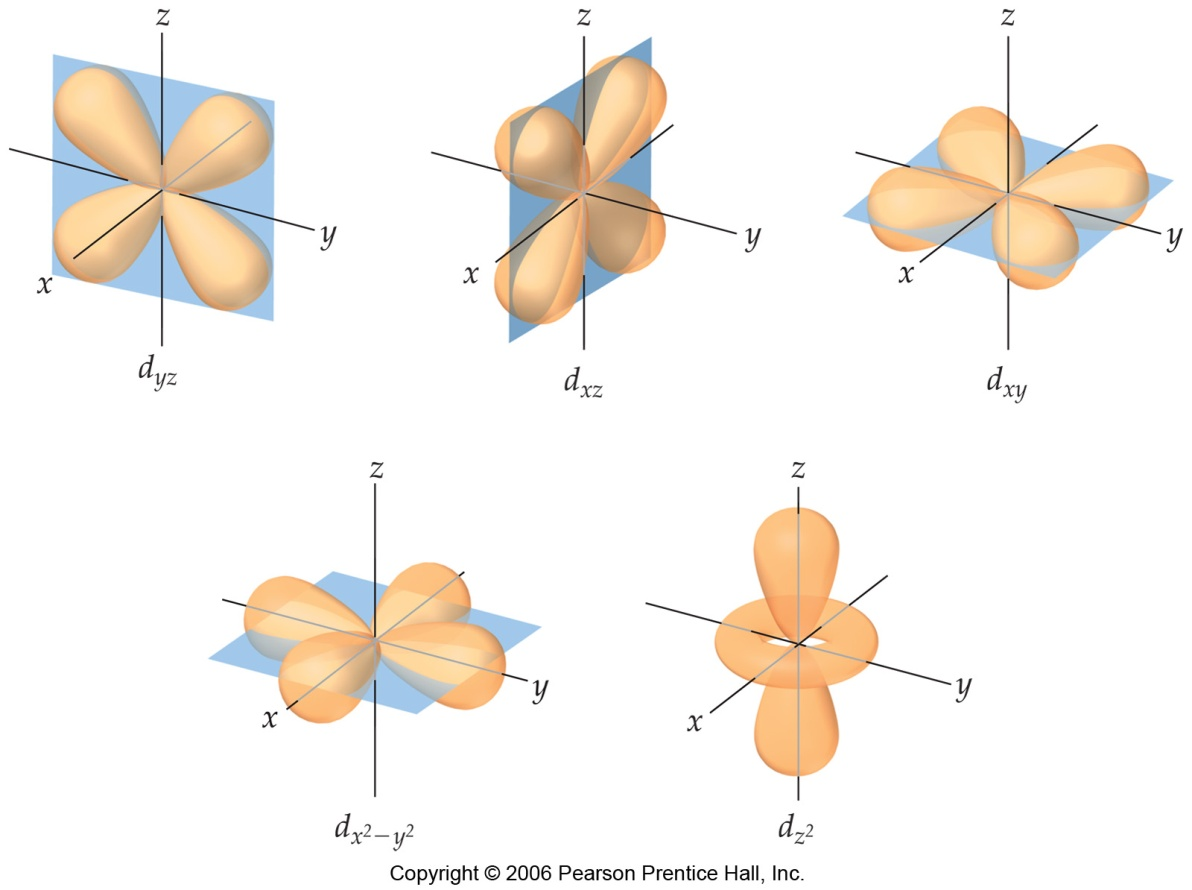 z z z
y y y
x x x
d_yz d_xz d_xy
z z
y y
x x
d_x²−y² d_z²
Copyright © 2006 Pearson Prentice Hall, Inc.